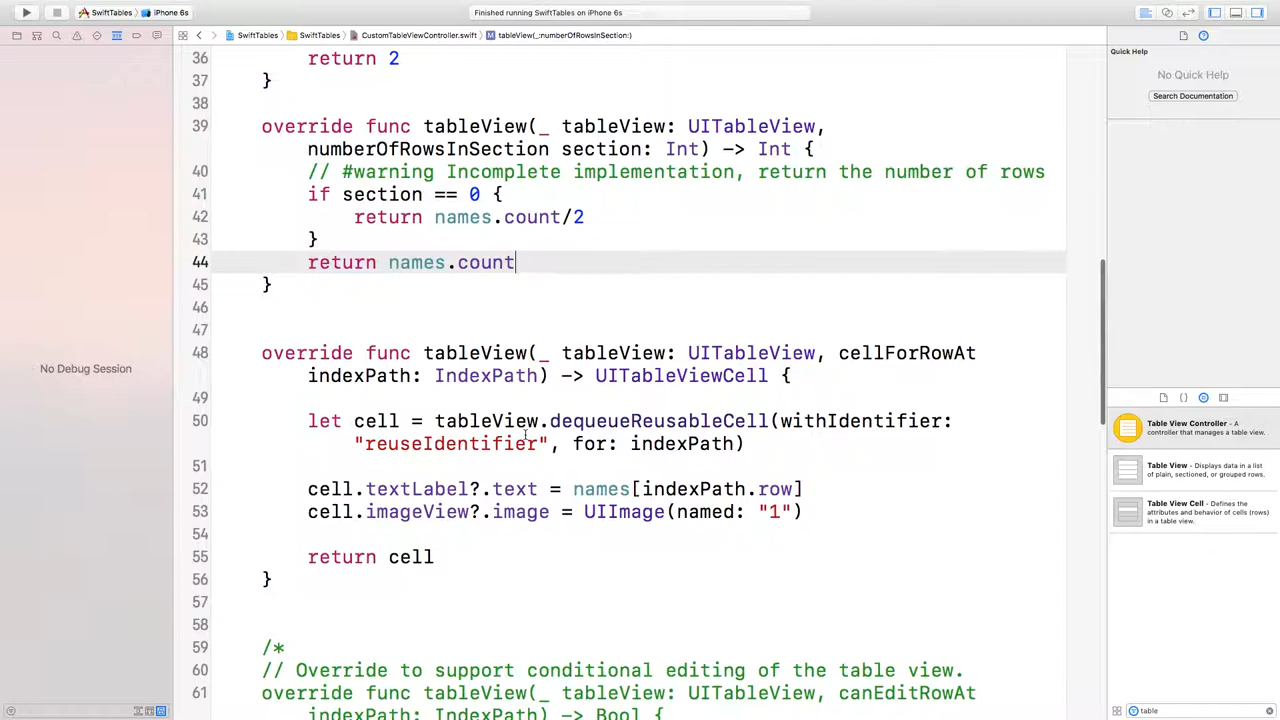 SwiftTables
iPhone 6s
Finished running SwiftTables on iPhone 6s
SwiftTables
SwiftTables
CustomTableViewController.swift
M
tableView(_:numberOfRowsInSection:)
36 return 2
37 }
38
39 override func tableView(_ tableView: UITableView,
numberOfRowsInSection section: Int) -> Int {
40 // #warning Incomplete implementation, return the number of rows
41 if section == 0 {
42 return names.count/2
43 }
44 return names.count
45 }
46
47
48 override func tableView(_ tableView: UITableView, cellForRowAt
indexPath: IndexPath) -> UITableViewCell {
49
50 let cell = tableView.dequeueReusableCell(withIdentifier:
"reuseIdentifier", for: indexPath)
51
52 cell.textLabel?.text = names[indexPath.row]
53 cell.imageView?.image = UIImage(named: "1")
54
55 return cell
56 }
57
58
59 /*
60 // Override to support conditional editing of the table view.
61 override func tableView(_ tableView: UITableView, canEditRowAt
indexPath: IndexPath) -> Bool {
No Debug Session
Quick Help
No Quick Help
Search Documentation
Table View Controller - A
controller that manages a table view.
Table View - Displays data in a list
of plain, sectioned, or grouped rows.
Table View Cell - Defines the
attributes and behavior of cells (rows)
in a table view.
table